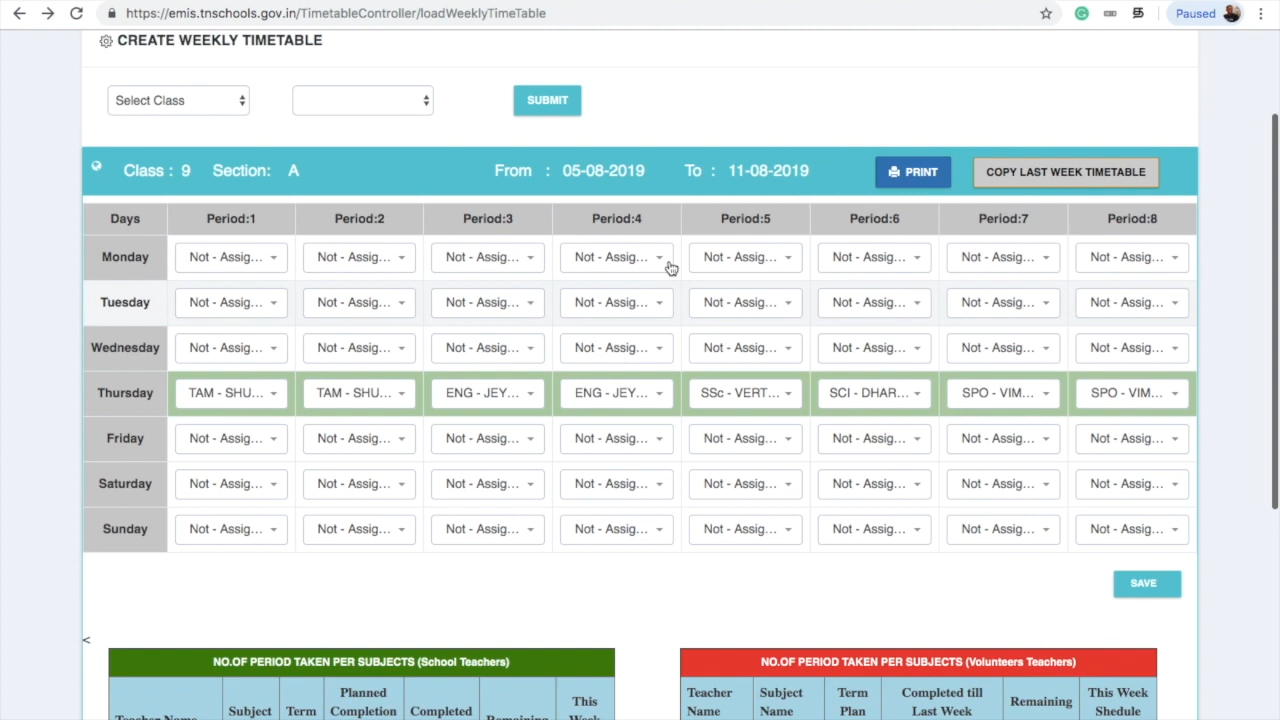 https://emis.tnschools.gov.in/TimetableController/loadWeeklyTimeTable
Paused
CREATE WEEKLY TIMETABLE
Select Class SUBMIT
Class : 9 Section: A From : 05-08-2019 To : 11-08-2019 PRINT COPY LAST WEEK TIMETABLE
Days Period:1 Period:2 Period:3 Period:4 Period:5 Period:6 Period:7 Period:8
Monday Not - Assig... Not - Assig... Not - Assig... Not - Assig... Not - Assig... Not - Assig... Not - Assig... Not - Assig...
Tuesday Not - Assig... Not - Assig... Not - Assig... Not - Assig... Not - Assig... Not - Assig... Not - Assig... Not - Assig...
Wednesday Not - Assig... Not - Assig... Not - Assig... Not - Assig... Not - Assig... Not - Assig... Not - Assig... Not - Assig...
Thursday TAM - SHU... TAM - SHU... ENG - JEY... ENG - JEY... SSc - VERT... SCI - DHAR... SPO - VIM... SPO - VIM...
Friday Not - Assig... Not - Assig... Not - Assig... Not - Assig... Not - Assig... Not - Assig... Not - Assig... Not - Assig...
Saturday Not - Assig... Not - Assig... Not - Assig... Not - Assig... Not - Assig... Not - Assig... Not - Assig... Not - Assig...
Sunday Not - Assig... Not - Assig... Not - Assig... Not - Assig... Not - Assig... Not - Assig... Not - Assig... Not - Assig...
SAVE
<
NO.OF PERIOD TAKEN PER SUBJECTS (School Teachers)
Teacher Name Subject Term Planned Completion Completed Remaining This Week
NO.OF PERIOD TAKEN PER SUBJECTS (Volunteers Teachers)
Teacher Name Subject Name Term Plan Completed till Last Week Remaining This Week Shedule